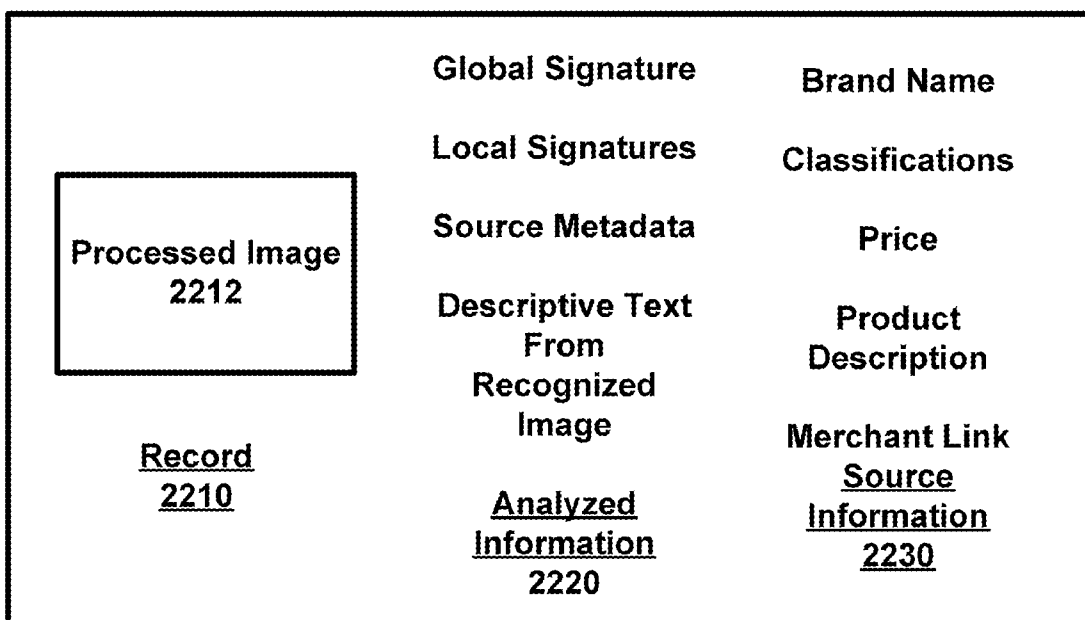 Processed Image
2212
Record
2210
Global Signature
Local Signatures
Source Metadata
Descriptive Text
From
Recognized
Image
Analyzed
Information
2220
Brand Name
Classifications
Price
Product
Description
Merchant Link
Source
Information
2230